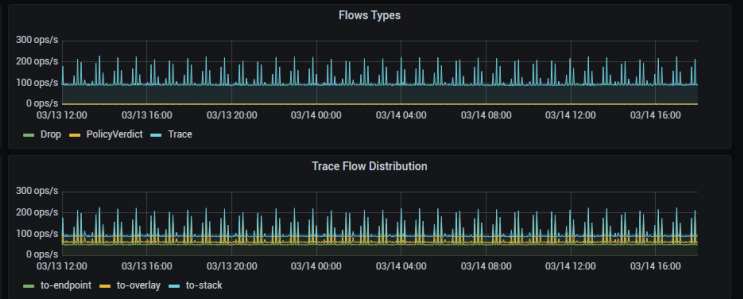 Flows Types
300 ops/s
200 ops/s
100 ops/s
0 ops/s
03/13 12:00 03/13 16:00 03/13 20:00 03/14 00:00 03/14 04:00 03/14 08:00 03/14 12:00 03/14 16:00
Drop PolicyVerdict Trace
Trace Flow Distribution
300 ops/s
200 ops/s
100 ops/s
0 ops/s
03/13 12:00 03/13 16:00 03/13 20:00 03/14 00:00 03/14 04:00 03/14 08:00 03/14 12:00 03/14 16:00
to-endpoint to-overlay to-stack